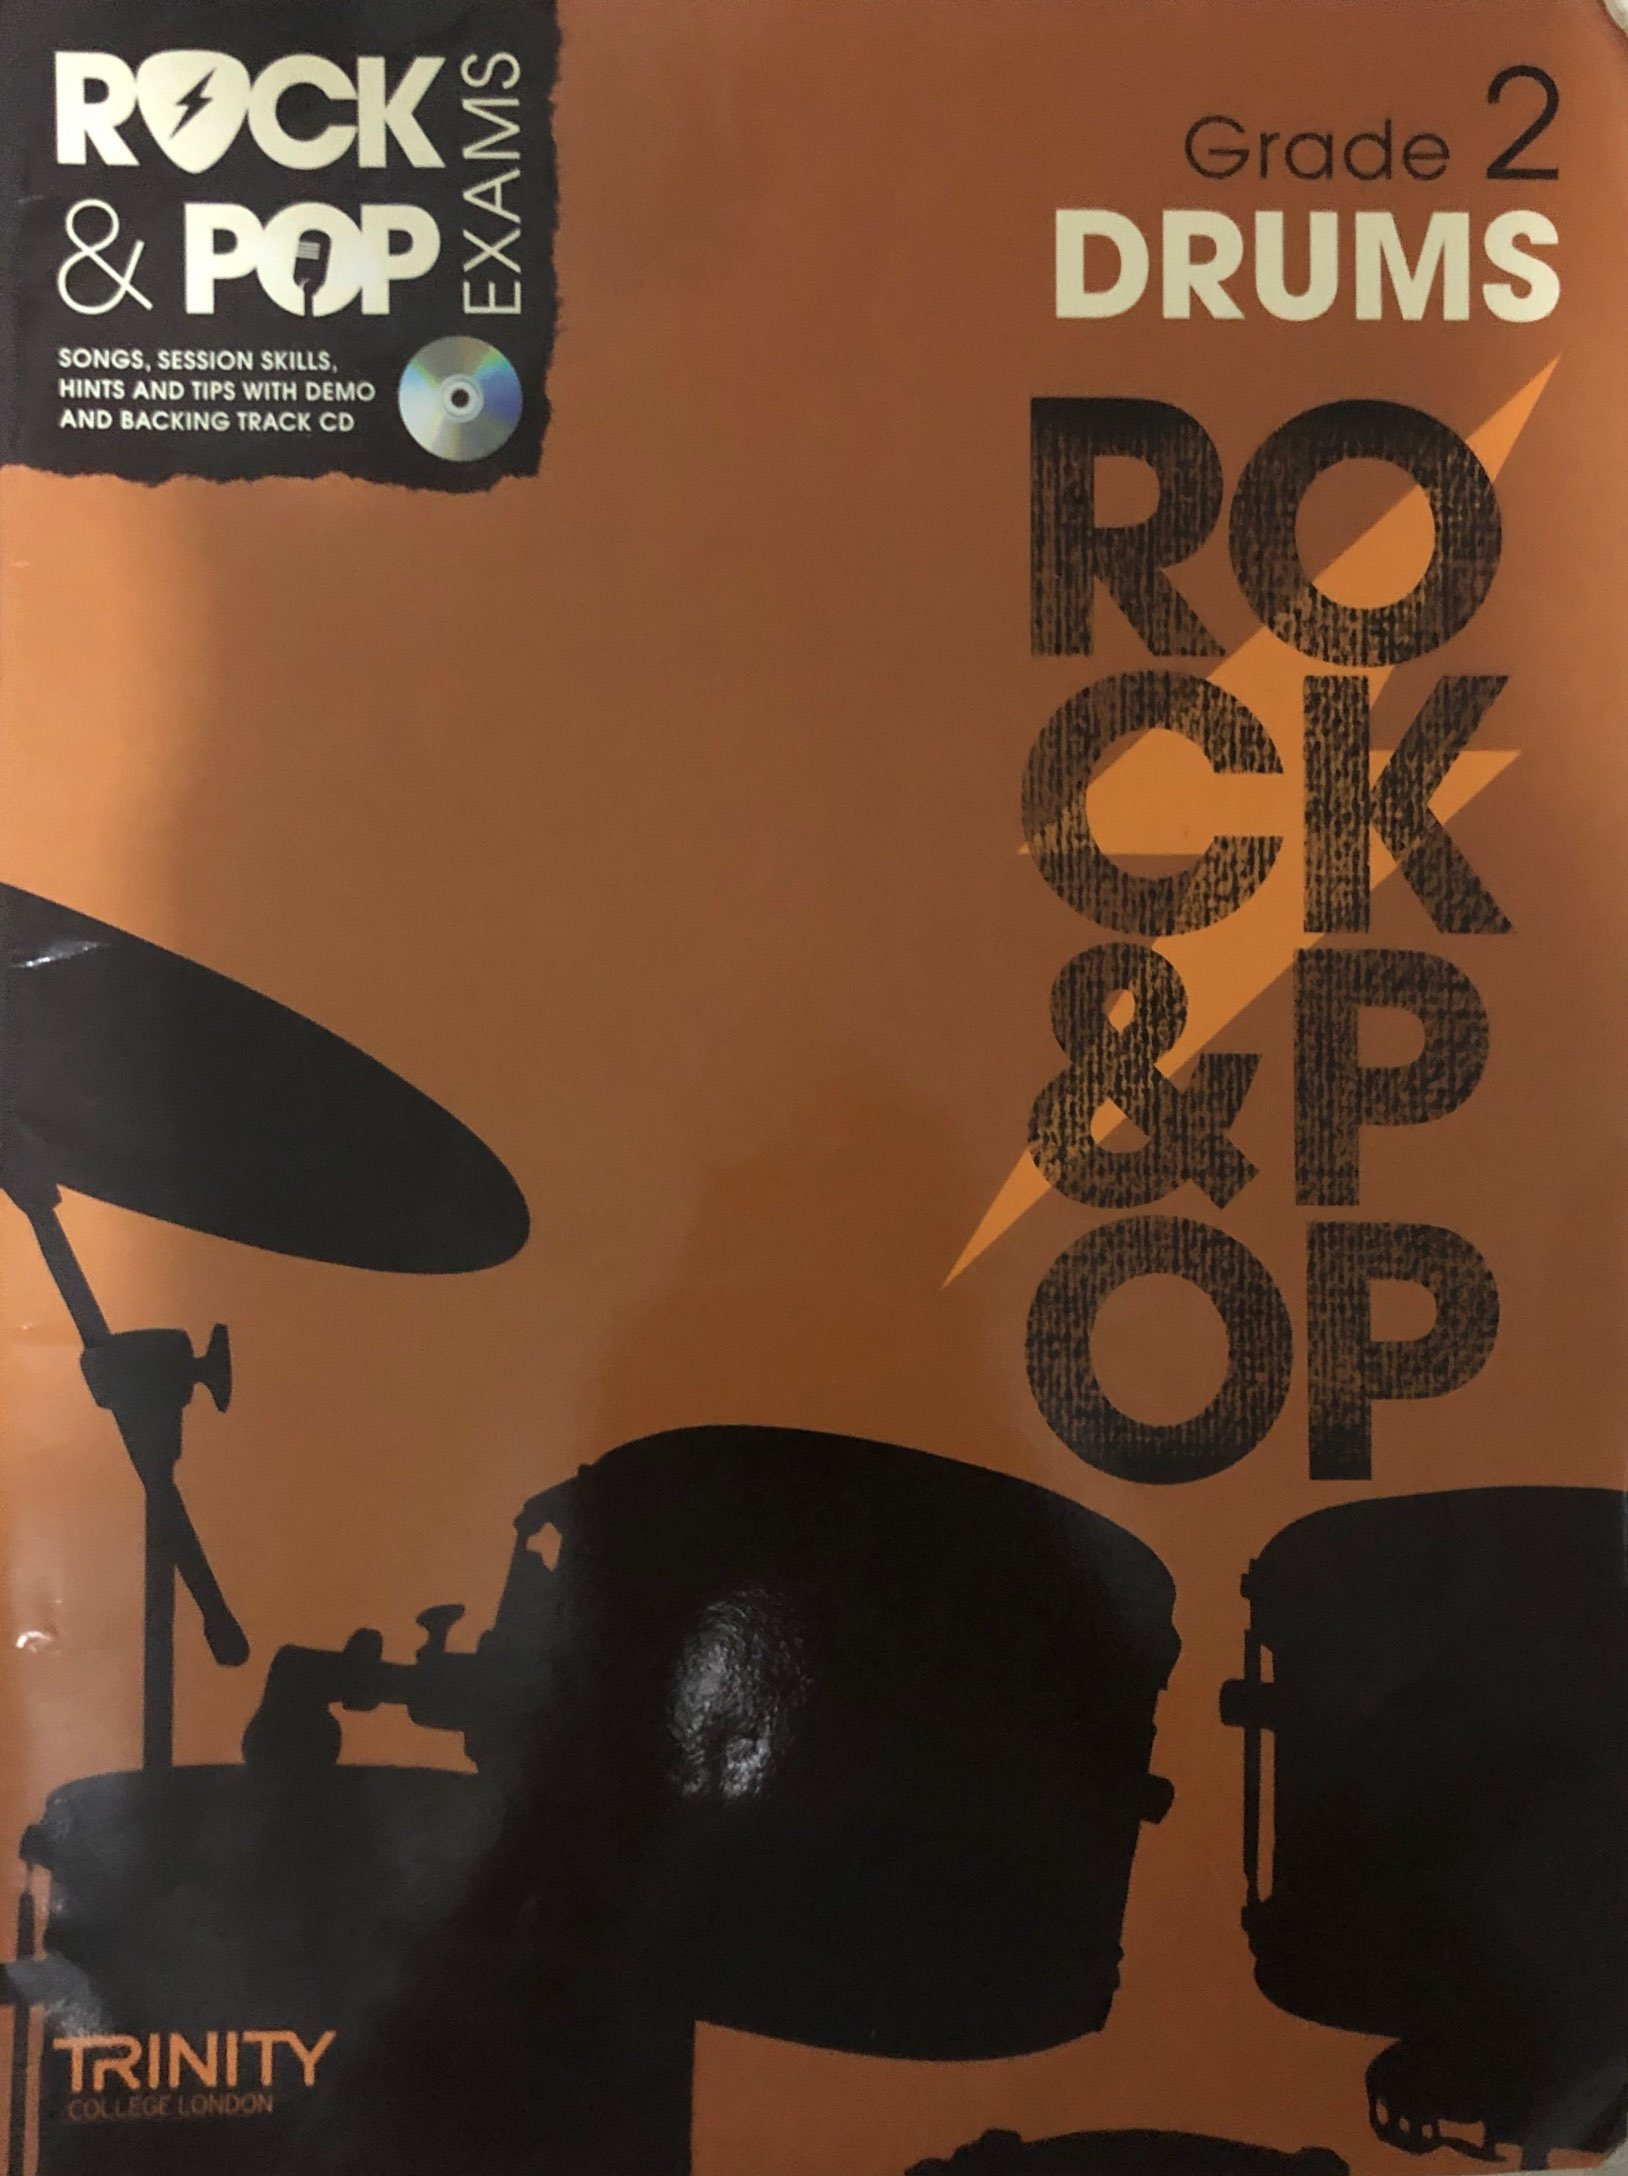 ROCK
& POP
EXAMS
SONGS, SESSION SKILLS,
HINTS AND TIPS WITH DEMO
AND BACKING TRACK CD
Grade 2
DRUMS
RO
CK
&P
OP
TRINITY
COLLEGE LONDON